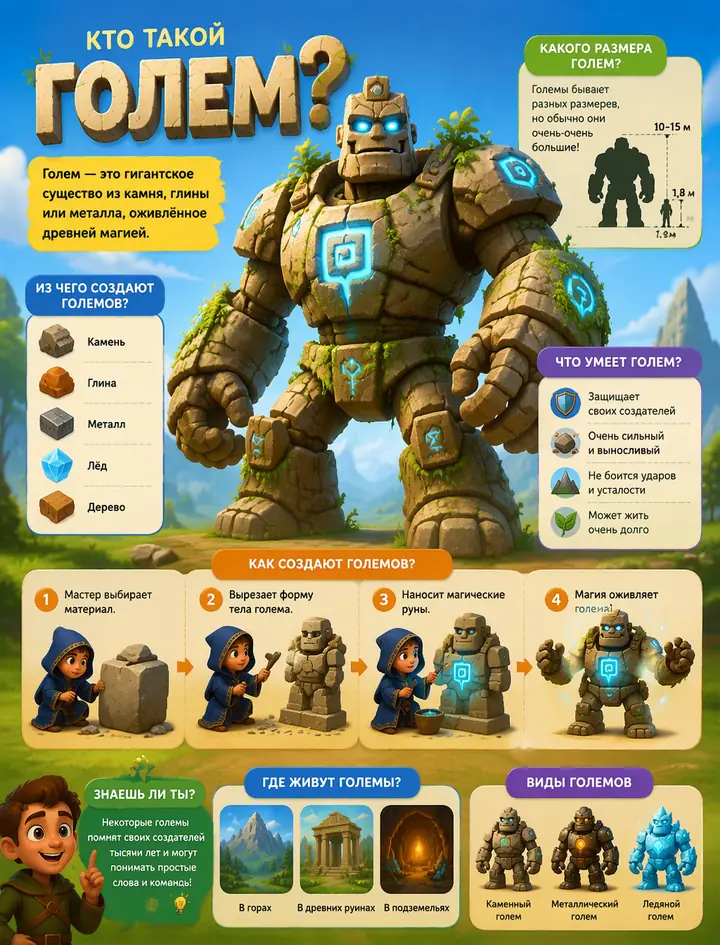 КТО ТАКОЙ
ГОЛЕМ?
Голем — это гигантское
существо из камня, глины
или металла, оживлённое
древней магией.
КАКОГО РАЗМЕРА
ГОЛЕМ?
Големы бывает
разных размерев,
но обычно они
очень-очень
большие!
10–15 м
1,8 м
м
1.8м
ИЗ ЧЕГО СОЗДАЮТ
ГОЛЕМОВ?
Камень
Глина
Металл
Лёд
Дерево
ЧТО УМЕЕТ ГОЛЕМ?
Защищает
своих создателей
Очень сильный
и выносливый
Не боится ударов
и усталости
Может жить
очень долго
КАК СОЗДАЮТ ГОЛЕМОВ?
1 Мастер выбирает
материал.
2 Вырезает форму
тела голема.
3 Наносит магические
руны.
4 Магия оживляет
голема!
ЗНАЕШЬ ЛИ ТЫ?
Некоторые големы
помнят своих создателей
тысячи лет и могут
понимать простые
слова и команды!
ГДЕ ЖИВУТ ГОЛЕМЫ?
В горах
В древних руинах
В подземельях
ВИДЫ ГОЛЕМОВ
Каменный
голем
Металлический
голем
Ледяной
голем